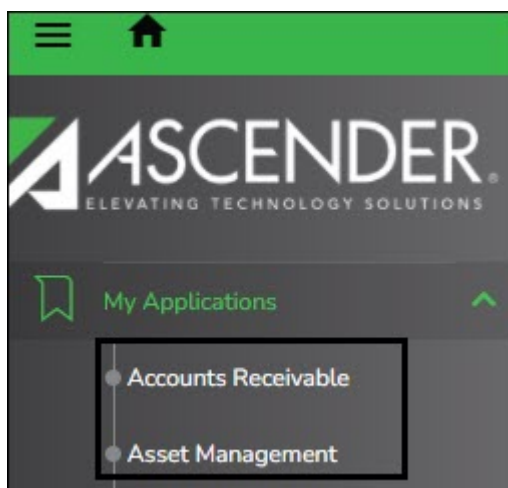 ASCENDER®
ELEVATING TECHNOLOGY SOLUTIONS
My Applications
Accounts Receivable
Asset Management